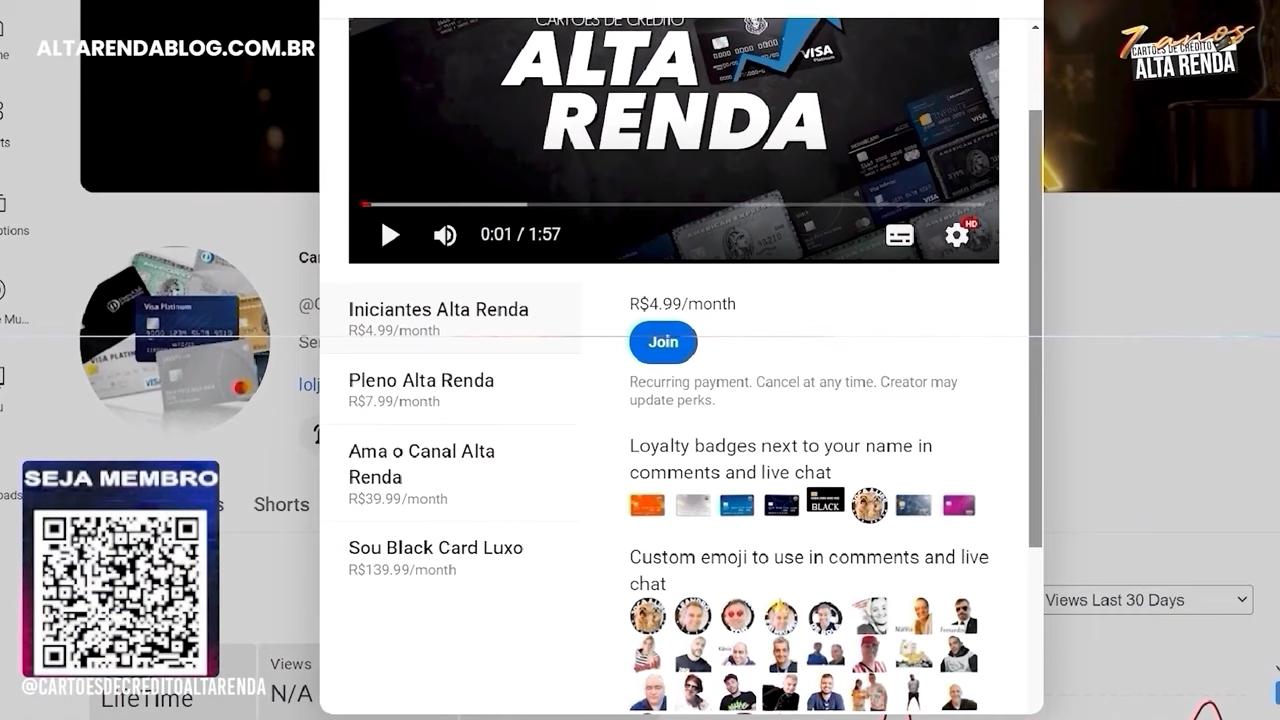 ALTARENDABLOG.COM.BR
CARTÕES DE CRÉDITO
ALTA
RENDA
VISA
Platinum
7 anos
CARTÕES DE CRÉDITO
ALTA RENDA
0:01 / 1:57
HD
Iniciantes Alta Renda
R$4.99/month
Pleno Alta Renda
R$7.99/month
Ama o Canal Alta
Renda
R$39.99/month
Sou Black Card Luxo
R$139.99/month
R$4.99/month
Join
Recurring payment. Cancel at any time. Creator may
update perks.
Loyalty badges next to your name in
comments and live chat
BLACK
Custom emoji to use in comments and live
chat
Visa Platinum
SEJA MEMBRO
@CARTOESDECREDITOALTARENDA
Shorts
Views
N/A
LifeTime
Views Last 30 Days